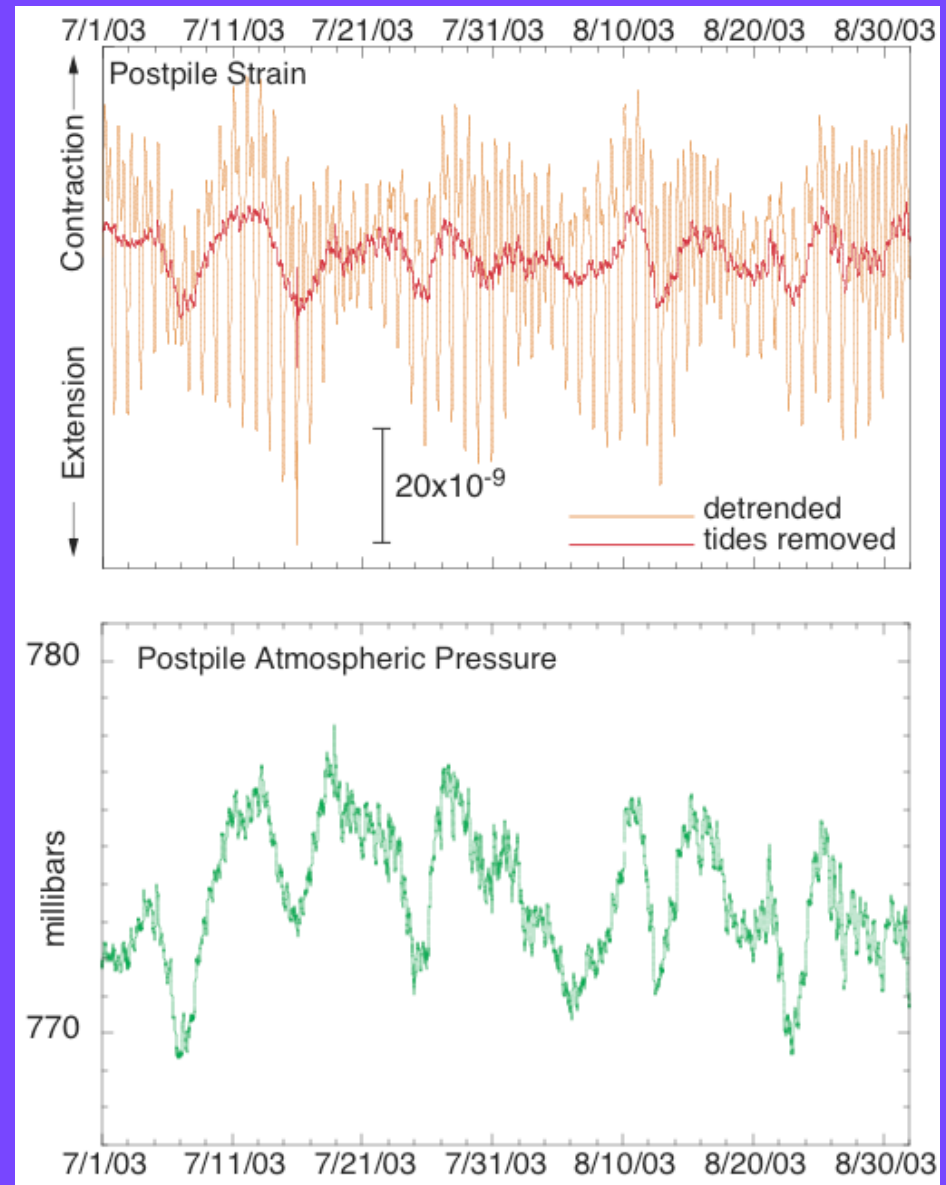 7/1/03 7/11/03 7/21/03 7/31/03 8/10/03 8/20/03 8/30/03
Postpile Strain
Contraction
Extension
20x10⁻⁹
detrended
tides removed
780
Postpile Atmospheric Pressure
millibars
770
7/1/03 7/11/03 7/21/03 7/31/03 8/10/03 8/20/03 8/30/03